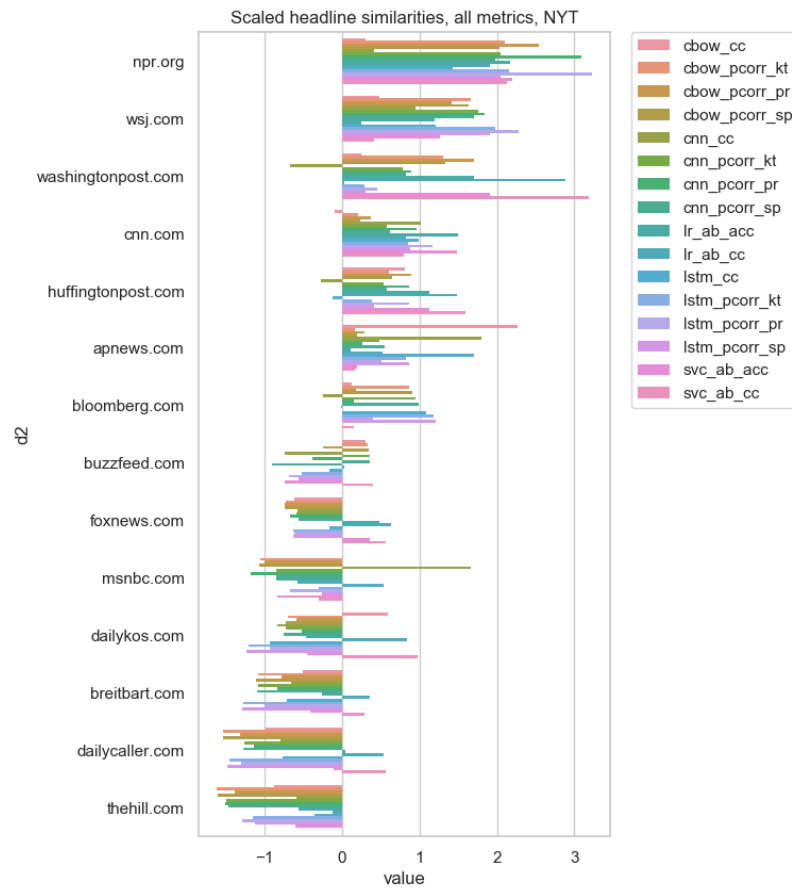 Scaled headline similarities, all metrics, NYT
d2
npr.org
wsj.com
washingtonpost.com
cnn.com
huffingtonpost.com
apnews.com
bloomberg.com
buzzfeed.com
foxnews.com
msnbc.com
dailykos.com
breitbart.com
dailycaller.com
thehill.com
−1 0 1 2 3
value
cbow_cc
cbow_pcorr_kt
cbow_pcorr_pr
cbow_pcorr_sp
cnn_cc
cnn_pcorr_kt
cnn_pcorr_pr
cnn_pcorr_sp
lr_ab_acc
lr_ab_cc
lstm_cc
lstm_pcorr_kt
lstm_pcorr_pr
lstm_pcorr_sp
svc_ab_acc
svc_ab_cc